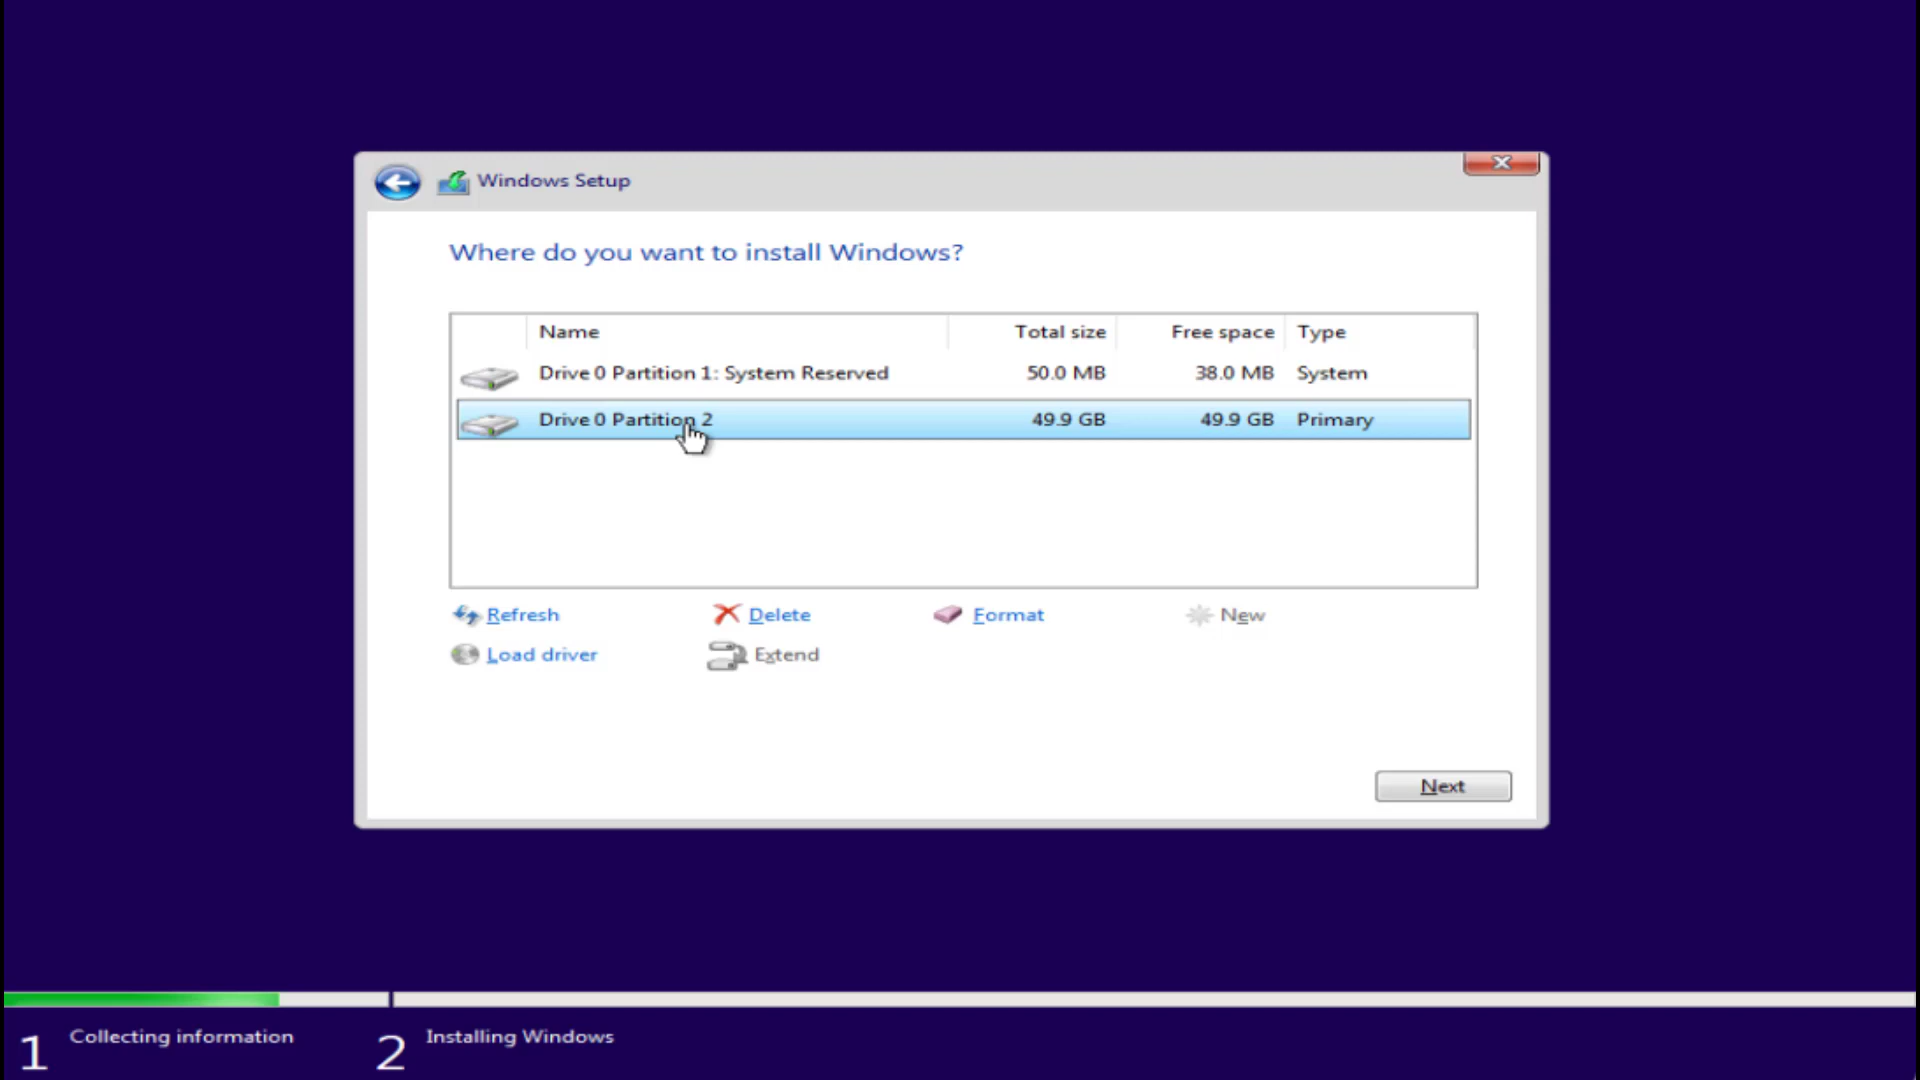 Windows Setup
Where do you want to install Windows?
Name Total size Free space Type
Drive 0 Partition 1: System Reserved 50.0 MB 38.0 MB System
Drive 0 Partition 2 49.9 GB 49.9 GB Primary
Refresh Delete Format New
Load driver Extend
Next
1 Collecting information 2 Installing Windows